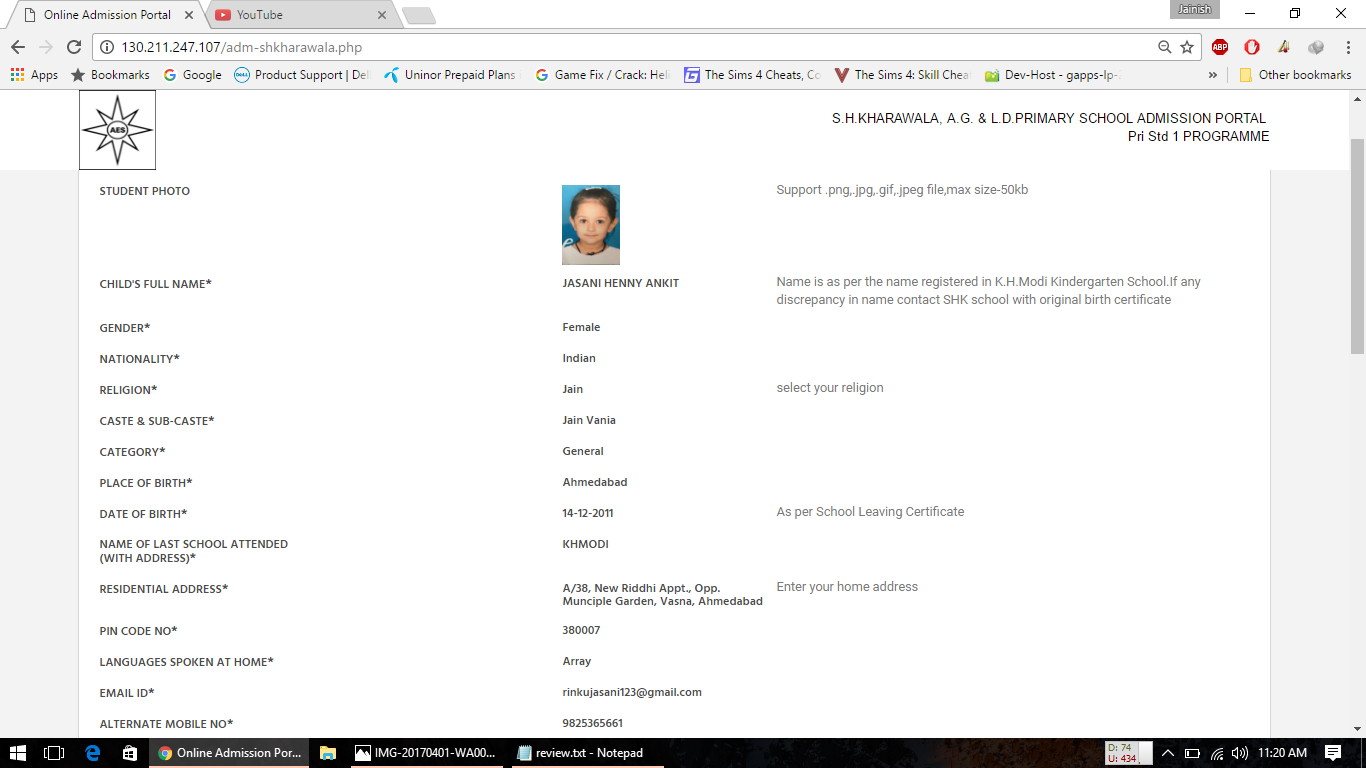 Online Admission Portal
YouTube
Jainish
130.211.247.107/adm-shkharawala.php
ABP
Apps
Bookmarks
Google
Product Support | Del
Uninor Prepaid Plans
Game Fix / Crack: Hel
The Sims 4 Cheats, Co
The Sims 4: Skill Cheat
Dev-Host - gapps-lp-
» Other bookmarks
AES
S.H.KHARAWALA, A.G. & L.D.PRIMARY SCHOOL ADMISSION PORTAL
Pri Std 1 PROGRAMME
STUDENT PHOTO
Support .png,.jpg,.gif,.jpeg file,max size-50kb
CHILD'S FULL NAME*
JASANI HENNY ANKIT
Name is as per the name registered in K.H.Modi Kindergarten School.If any
discrepancy in name contact SHK school with original birth certificate
GENDER*
Female
NATIONALITY*
Indian
RELIGION*
Jain
select your religion
CASTE & SUB-CASTE*
Jain Vania
CATEGORY*
General
PLACE OF BIRTH*
Ahmedabad
DATE OF BIRTH*
14-12-2011
As per School Leaving Certificate
NAME OF LAST SCHOOL ATTENDED
(WITH ADDRESS)*
KHMODI
RESIDENTIAL ADDRESS*
A/38, New Riddhi Appt., Opp.
Munciple Garden, Vasna, Ahmedabad
Enter your home address
PIN CODE NO*
380007
LANGUAGES SPOKEN AT HOME*
Array
EMAIL ID*
rinkujasani123@gmail.com
ALTERNATE MOBILE NO*
9825365661
Online Admission Por...
IMG-20170401-WA00...
review.txt - Notepad
D: 74
U: 434
11:20 AM